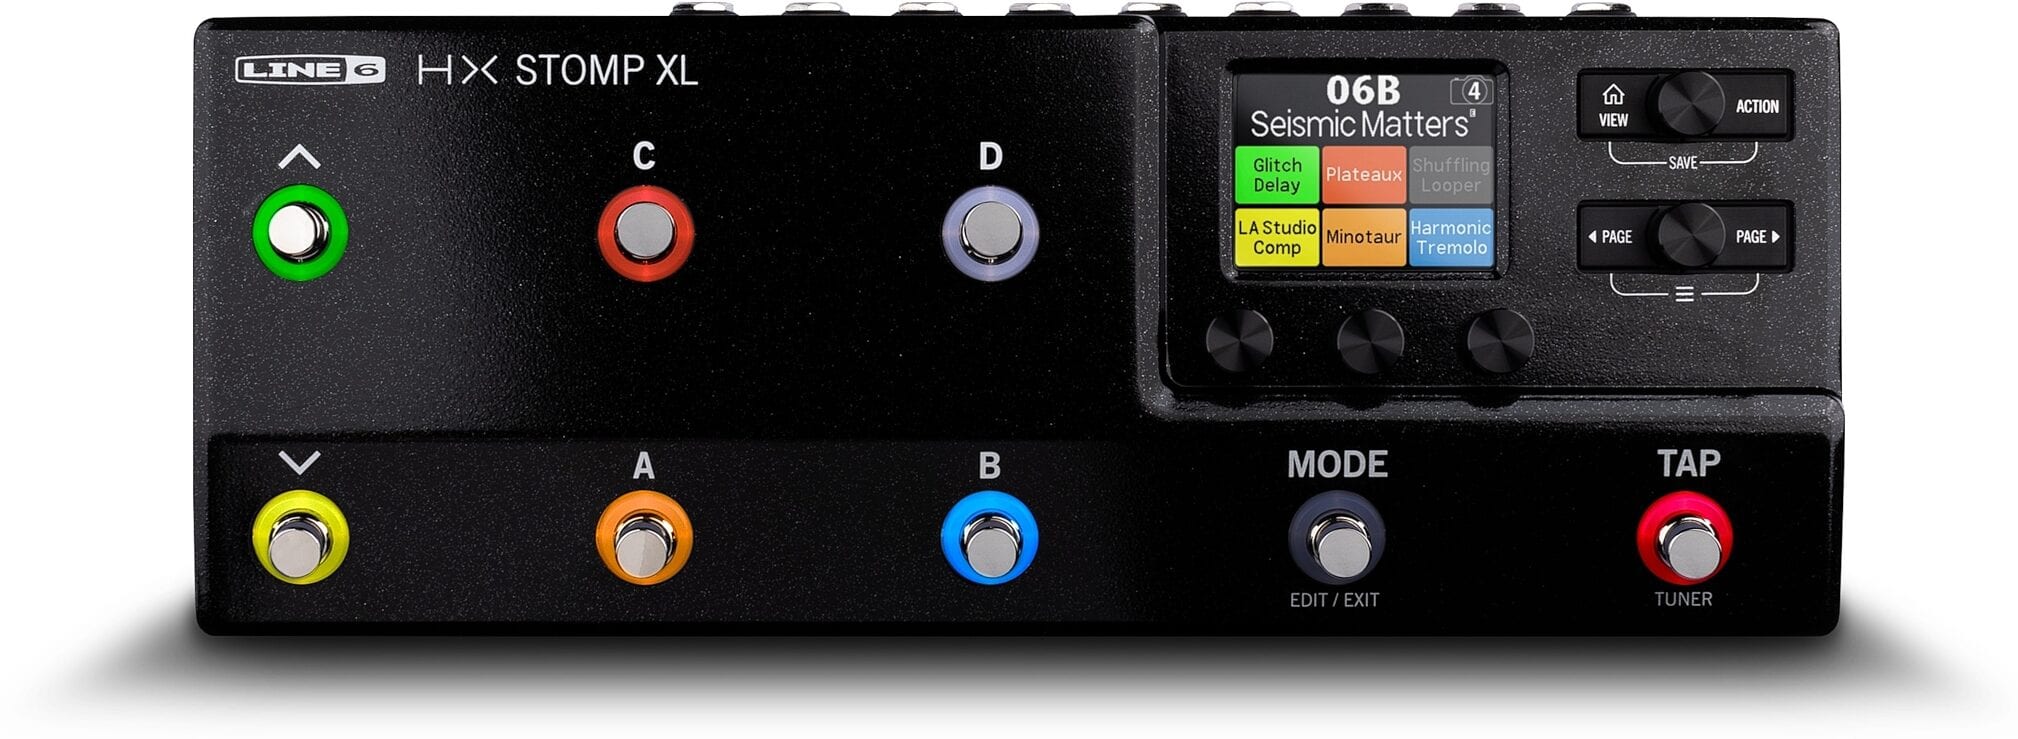 LINE 6 HX STOMP XL
C
D
06B
4
Seismic Matters E
Glitch Delay
Plateaux
Shuffling Looper
LA Studio Comp
Minotaur
Harmonic Tremolo
VIEW
ACTION
SAVE
PAGE
PAGE
A
B
MODE
EDIT / EXIT
TAP
TUNER